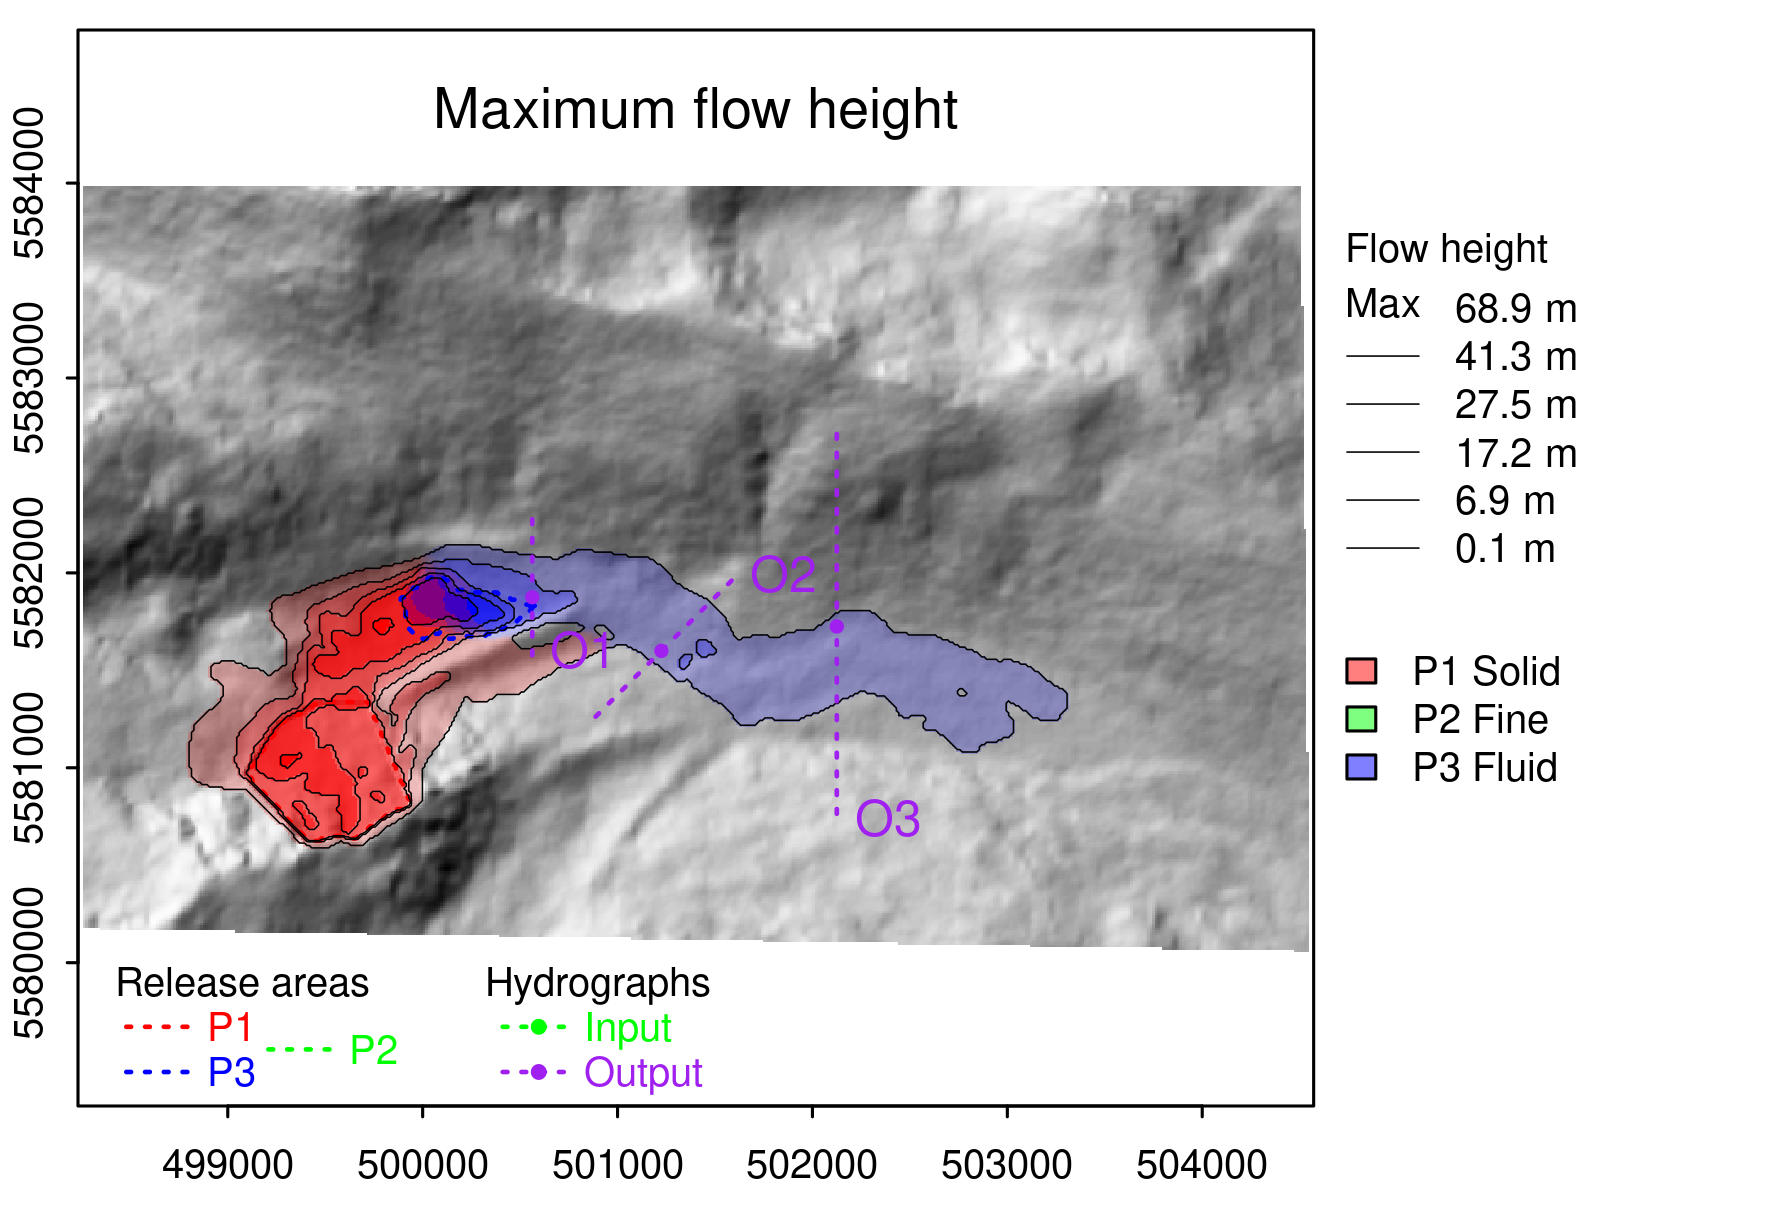 Maximum flow height
5584000
5583000
5582000
5581000
5580000
O1
O2
O3
Release areas
P1
P2
P3
Hydrographs
Input
Output
499000 500000 501000 502000 503000 504000
Flow height
Max 68.9 m
41.3 m
27.5 m
17.2 m
6.9 m
0.1 m
P1 Solid
P2 Fine
P3 Fluid